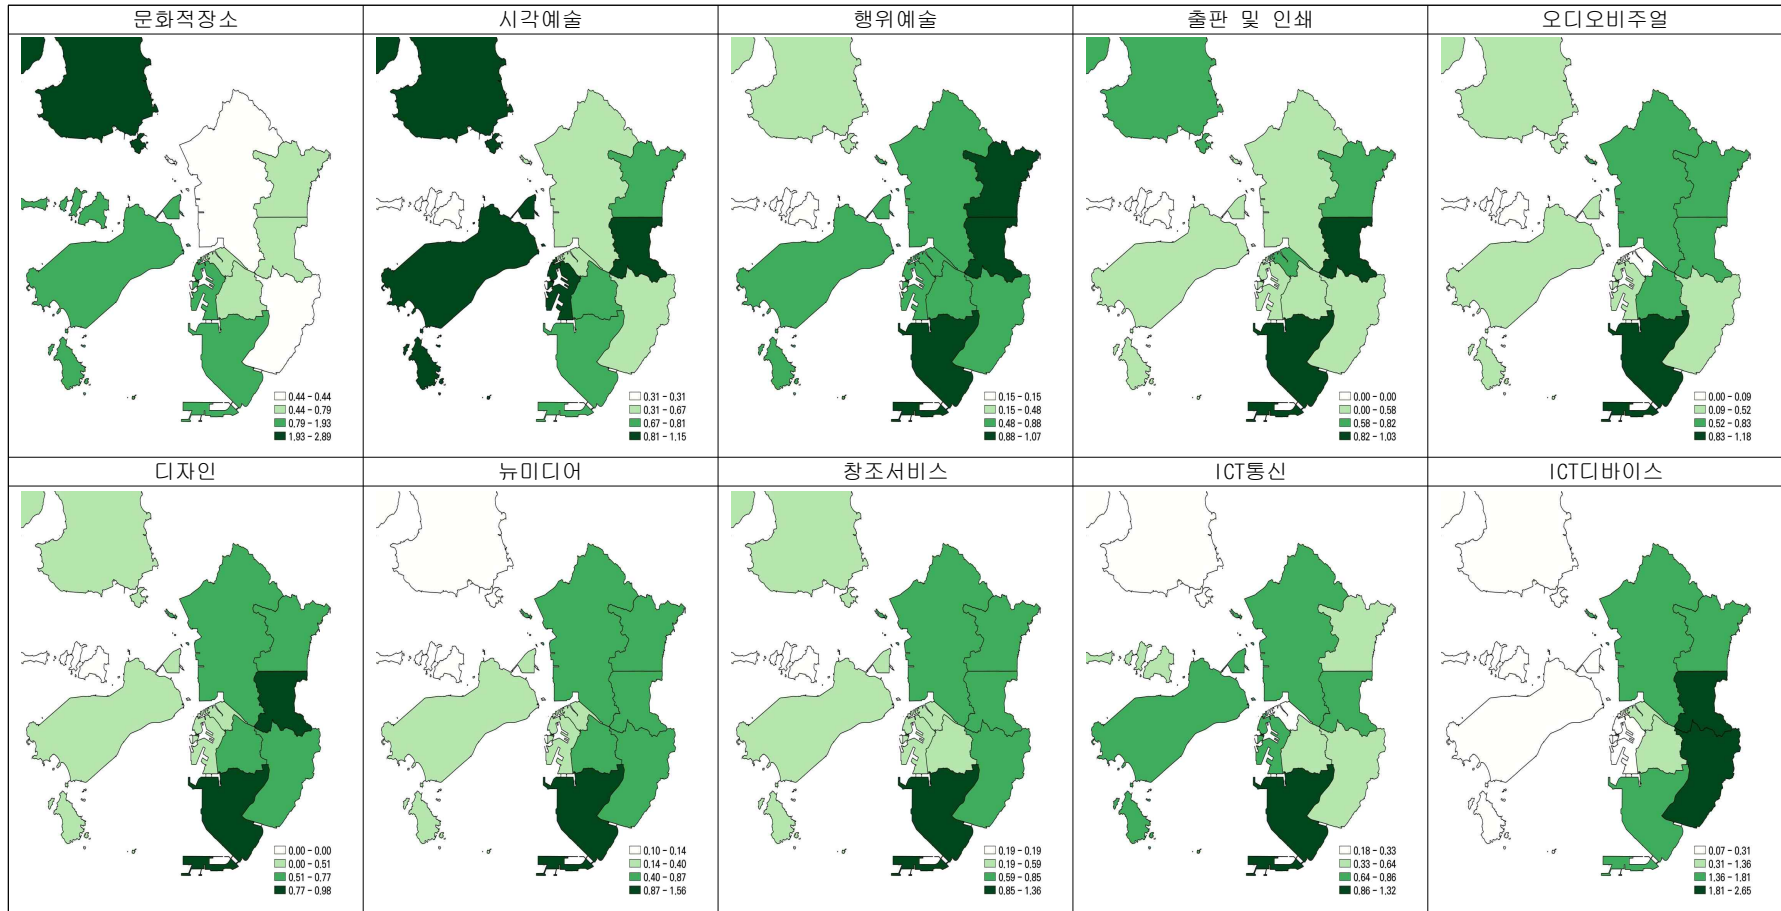 문화적장소
시각예술
행위예술
출판 및 인쇄
오디오비주얼
0.44 - 0.44
0.44 - 0.79
0.79 - 1.93
1.93 - 2.89
0.31 - 0.31
0.31 - 0.67
0.67 - 0.81
0.81 - 1.15
0.15 - 0.15
0.15 - 0.48
0.48 - 0.88
0.88 - 1.07
0.00 - 0.00
0.00 - 0.58
0.58 - 0.82
0.82 - 1.03
0.00 - 0.09
0.09 - 0.52
0.52 - 0.83
0.83 - 1.18
디자인
뉴미디어
창조서비스
ICT통신
ICT디바이스
0.00 - 0.00
0.00 - 0.51
0.51 - 0.77
0.77 - 0.98
0.10 - 0.14
0.14 - 0.40
0.40 - 0.87
0.87 - 1.56
0.19 - 0.19
0.19 - 0.59
0.59 - 0.85
0.85 - 1.36
0.18 - 0.33
0.33 - 0.64
0.64 - 0.86
0.86 - 1.32
0.07 - 0.31
0.31 - 1.36
1.36 - 1.81
1.81 - 2.65